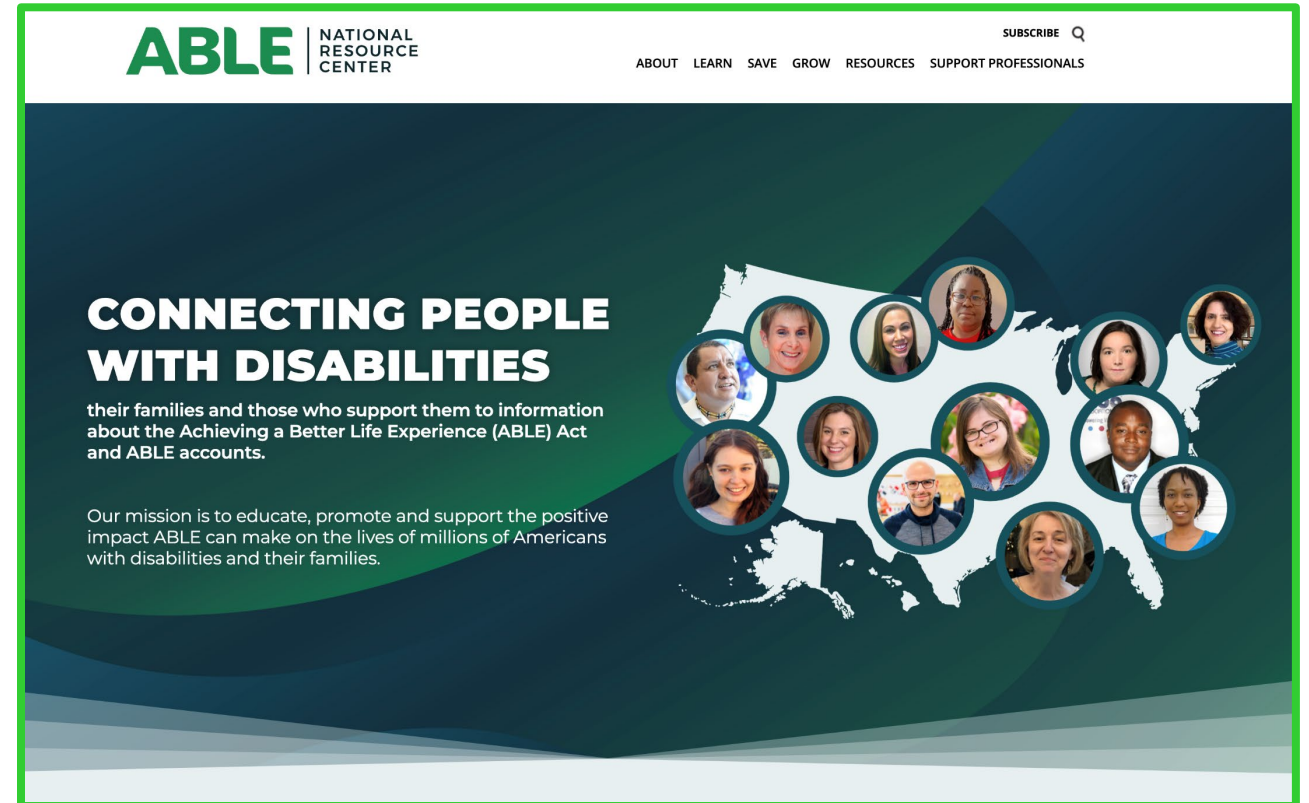 ABLE
NATIONAL
RESOURCE
CENTER
SUBSCRIBE
ABOUT LEARN SAVE GROW RESOURCES SUPPORT PROFESSIONALS
CONNECTING PEOPLE
WITH DISABILITIES
their families and those who support them to information
about the Achieving a Better Life Experience (ABLE) Act
and ABLE accounts.
Our mission is to educate, promote and support the positive
impact ABLE can make on the lives of millions of Americans
with disabilities and their families.